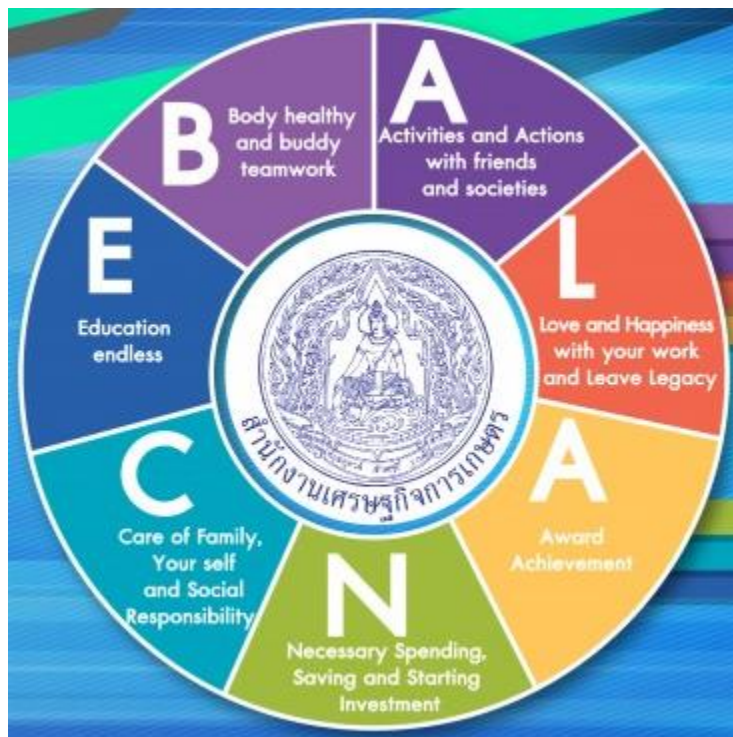 B
Body healthy
and buddy
teamwork
A
Activities and Actions
with friends
and societies
L
Love and Happiness
with your work
and Leave Legacy
A
Award
Achievement
N
Necessary Spending,
Saving and Starting
Investment
C
Care of Family,
Your self
and Social
Responsibility
E
Education
endless
สำนักงานเศรษฐกิจการเกษตร